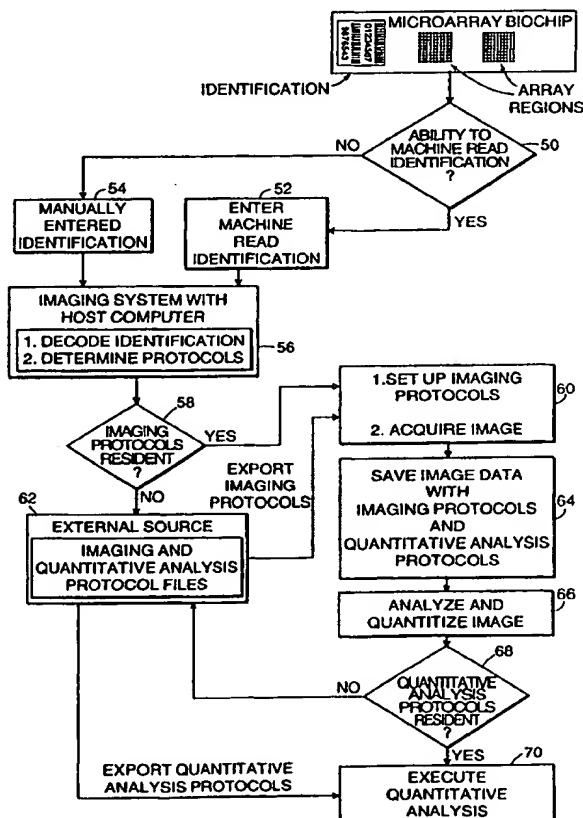 MICROARRAY BIOCHIP
01234567
9876543
IDENTIFICATION
ARRAY
REGIONS
50
ABILITY TO
MACHINE READ
IDENTIFICATION
?
NO
YES
54
MANUALLY
ENTERED
IDENTIFICATION
52
ENTER
MACHINE
READ
IDENTIFICATION
IMAGING SYSTEM WITH
HOST COMPUTER
1. DECODE IDENTIFICATION
2. DETERMINE PROTOCOLS
56
58
IMAGING
PROTOCOLS
RESIDENT
?
YES
NO
60
1.SET UP IMAGING
PROTOCOLS
2. ACQUIRE IMAGE
EXPORT
IMAGING
PROTOCOLS
62
EXTERNAL SOURCE
IMAGING AND
QUANTITATIVE ANALYSIS
PROTOCOL FILES
SAVE IMAGE DATA
WITH
IMAGING PROTOCOLS
AND
QUANTITATIVE ANALYSIS
PROTOCOLS
64
66
ANALYZE AND
QUANTITIZE IMAGE
68
QUANTITATIVE
ANALYSIS
PROTOCOLS
RESIDENT
?
NO
YES
EXPORT QUANTITATIVE
ANALYSIS PROTOCOLS
70
EXECUTE
QUANTITATIVE
ANALYSIS